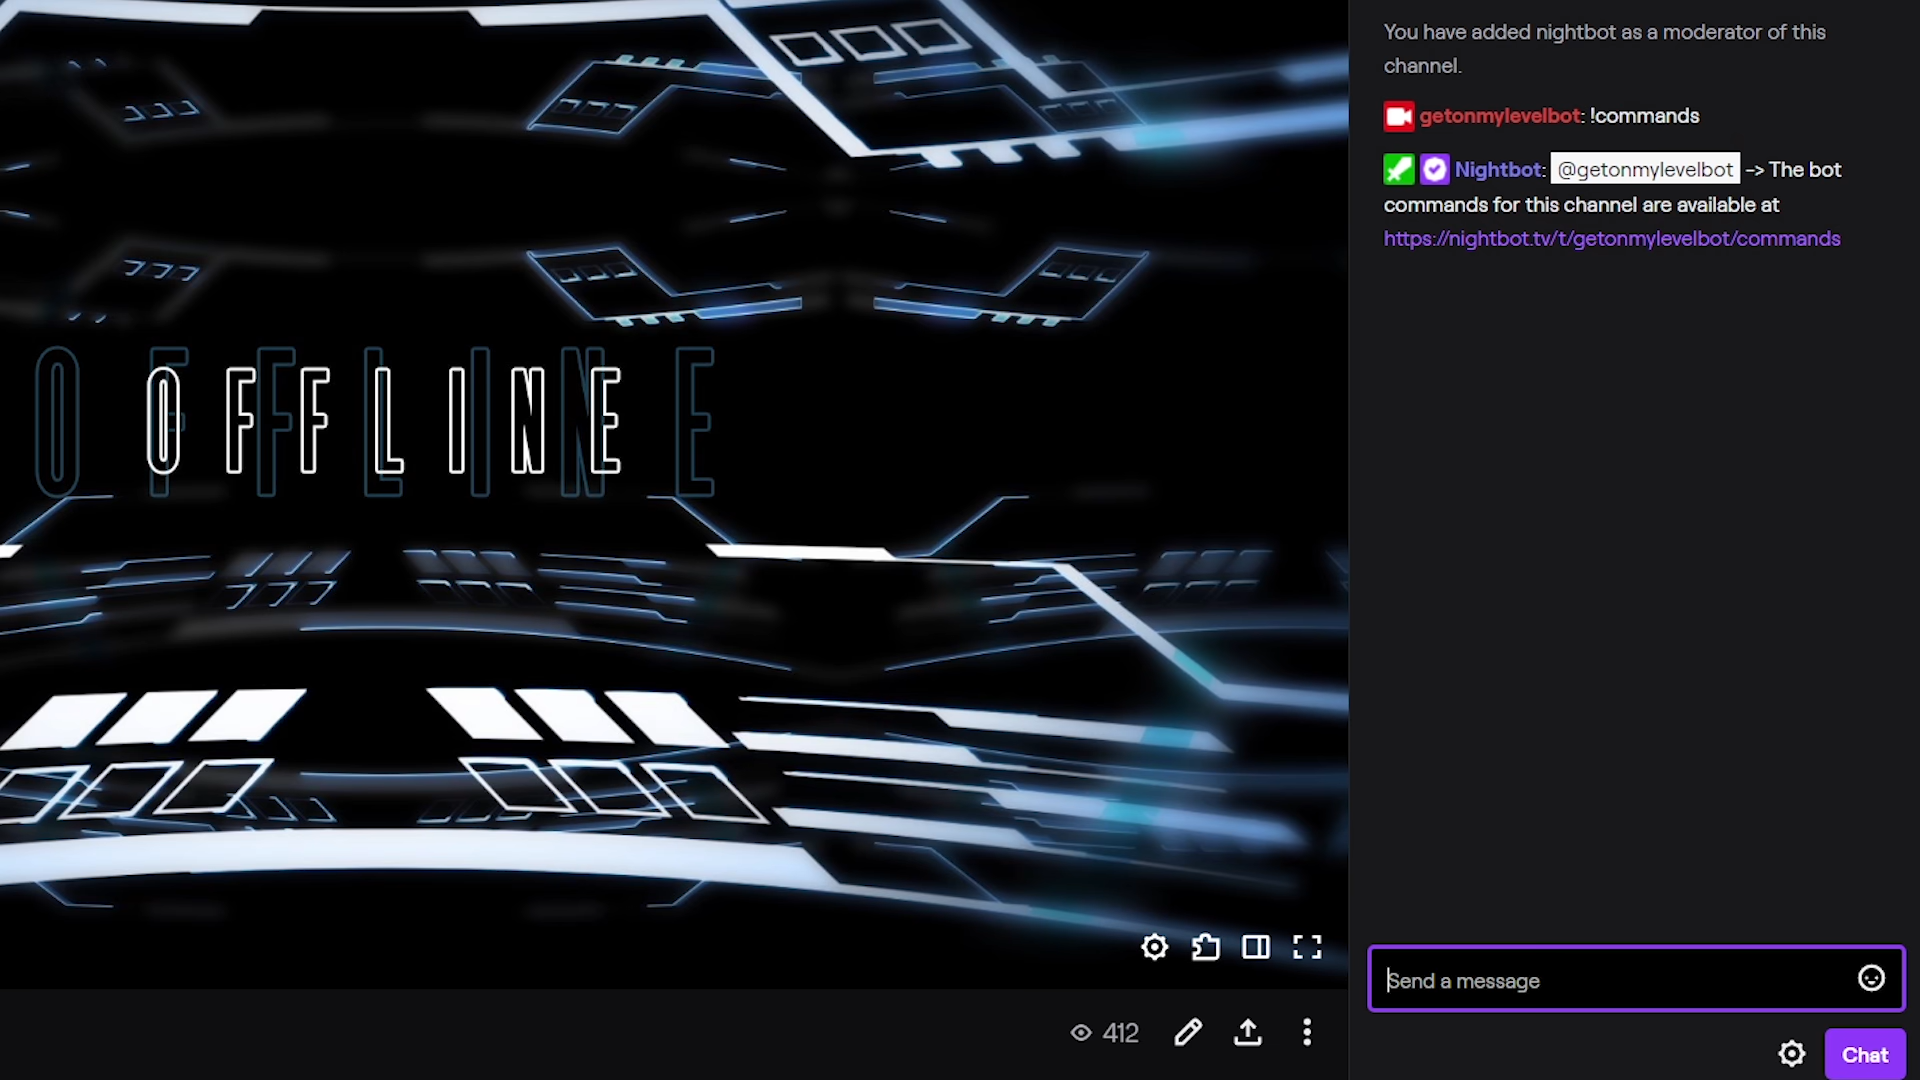 You have added nightbot as a moderator of this
channel.
getonmylevelbot: !commands
Nightbot: @getonmylevelbot -> The bot
commands for this channel are available at
https://nightbot.tv/t/getonmylevelbot/commands
OFFLINE
OFFLINE
Send a message
412
Chat